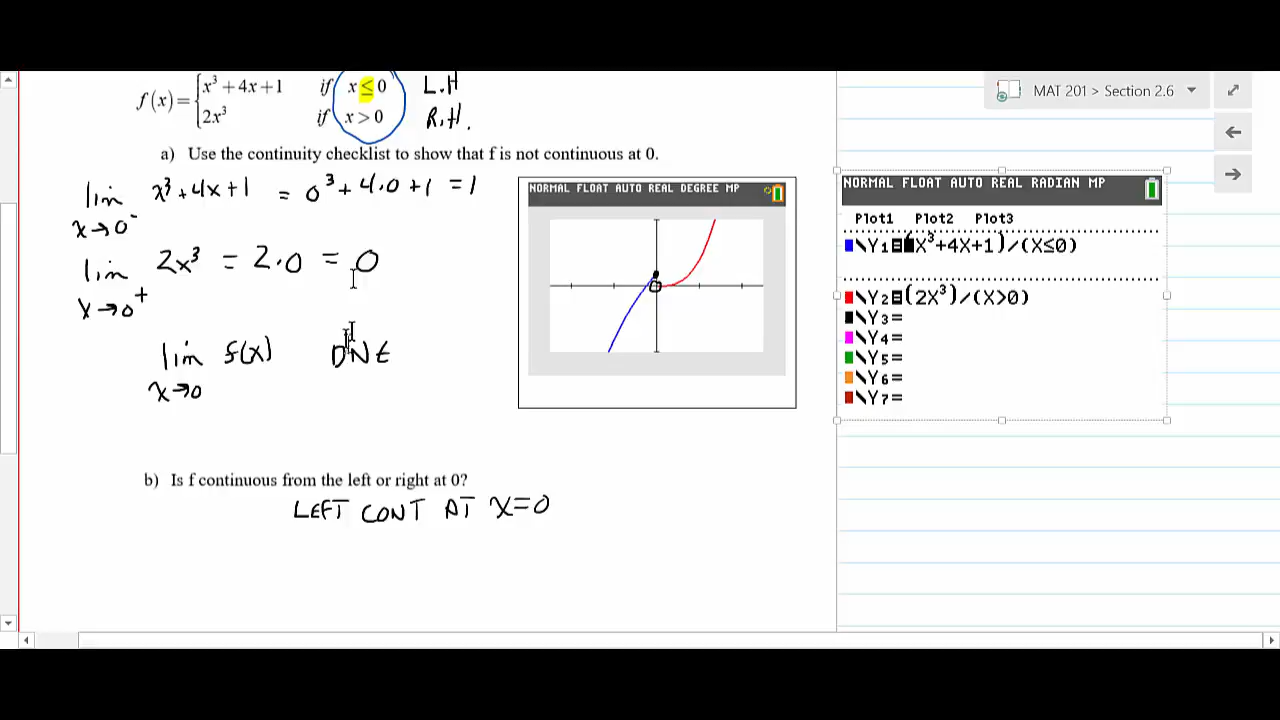 f(x) = { x³ + 4x + 1 if x ≤ 0 L.H
2x³ if x > 0 R.H.
MAT 201 > Section 2.6
a) Use the continuity checklist to show that f is not continuous at 0.
lim x→0⁻ x³+4x+1 = 0³+4·0+1 = 1
lim x→0⁺ 2x³ = 2·0 = 0
lim x→0 f(x) DNE
NORMAL FLOAT AUTO REAL DEGREE MP
NORMAL FLOAT AUTO REAL RADIAN MP
Plot1 Plot2 Plot3
\Y₁=(X³+4X+1)/(X≤0)
\Y₂=(2X³)/(X>0)
\Y₃=
\Y₄=
\Y₅=
\Y₆=
\Y₇=
b) Is f continuous from the left or right at 0?
LEFT CONT AT X=0